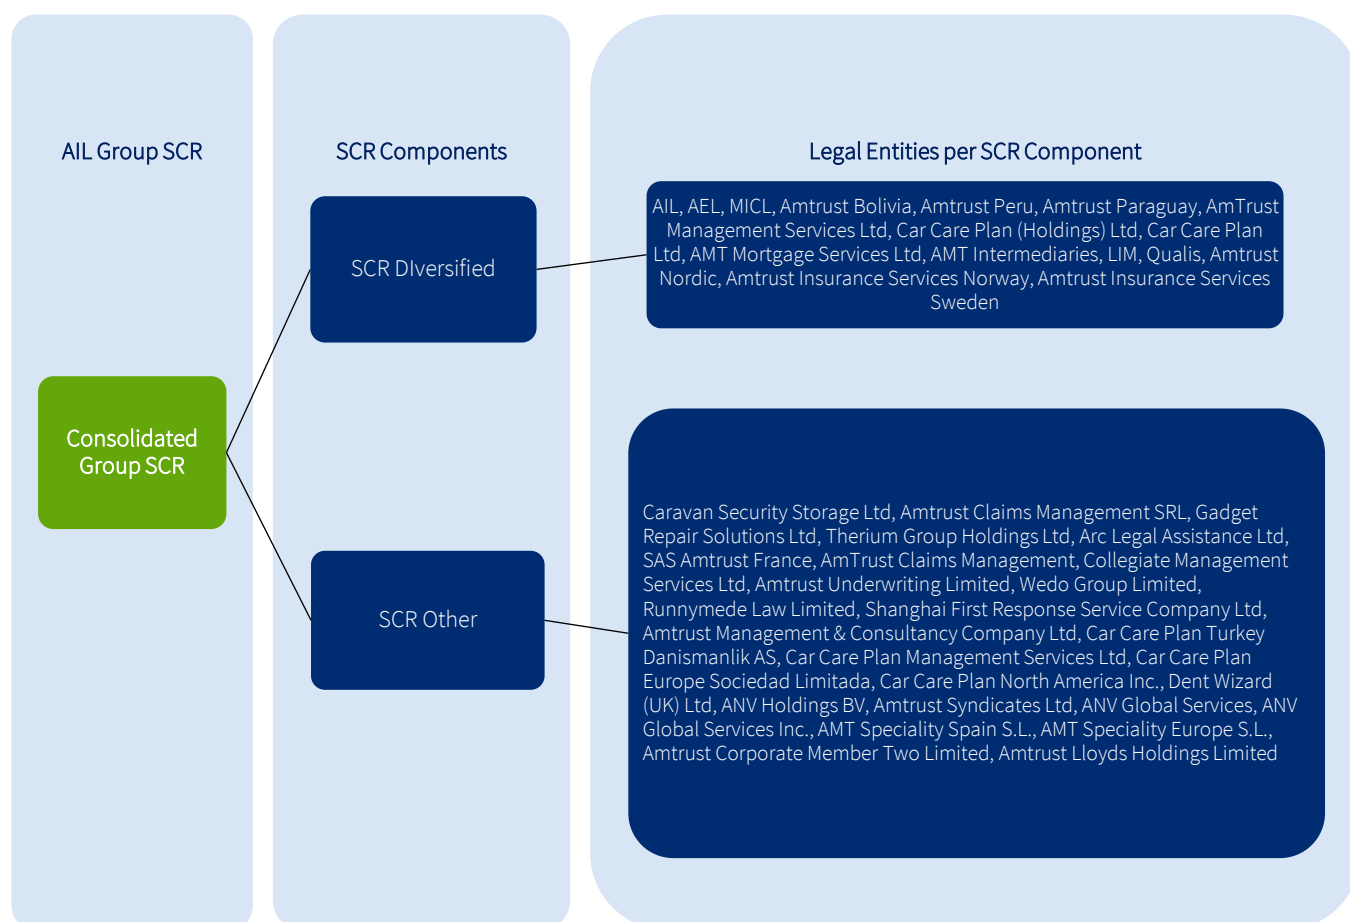 AIL Group SCR
SCR Components
Legal Entities per SCR Component
AIL, AEL, MICL, Amtrust Bolivia, Amtrust Peru, Amtrust Paraguay, AmTrust
Management Services Ltd, Car Care Plan (Holdings) Ltd, Car Care Plan
Ltd, AMT Mortgage Services Ltd, AMT Intermediaries, LIM, Qualis, Amtrust
Nordic, Amtrust Insurance Services Norway, Amtrust Insurance Services
Sweden
SCR DIversified
Consolidated
Group SCR
SCR Other
Caravan Security Storage Ltd, Amtrust Claims Management SRL, Gadget
Repair Solutions Ltd, Therium Group Holdings Ltd, Arc Legal Assistance Ltd,
SAS Amtrust France, AmTrust Claims Management, Collegiate Management
Services Ltd, Amtrust Underwriting Limited, Wedo Group Limited,
Runnymede Law Limited, Shanghai First Response Service Company Ltd,
Amtrust Management & Consultancy Company Ltd, Car Care Plan Turkey
Danismanlik AS, Car Care Plan Management Services Ltd, Car Care Plan
Europe Sociedad Limitada, Car Care Plan North America Inc., Dent Wizard
(UK) Ltd, ANV Holdings BV, Amtrust Syndicates Ltd, ANV Global Services, ANV
Global Services Inc., AMT Speciality Spain S.L., AMT Speciality Europe S.L.,
Amtrust Corporate Member Two Limited, Amtrust Lloyds Holdings Limited